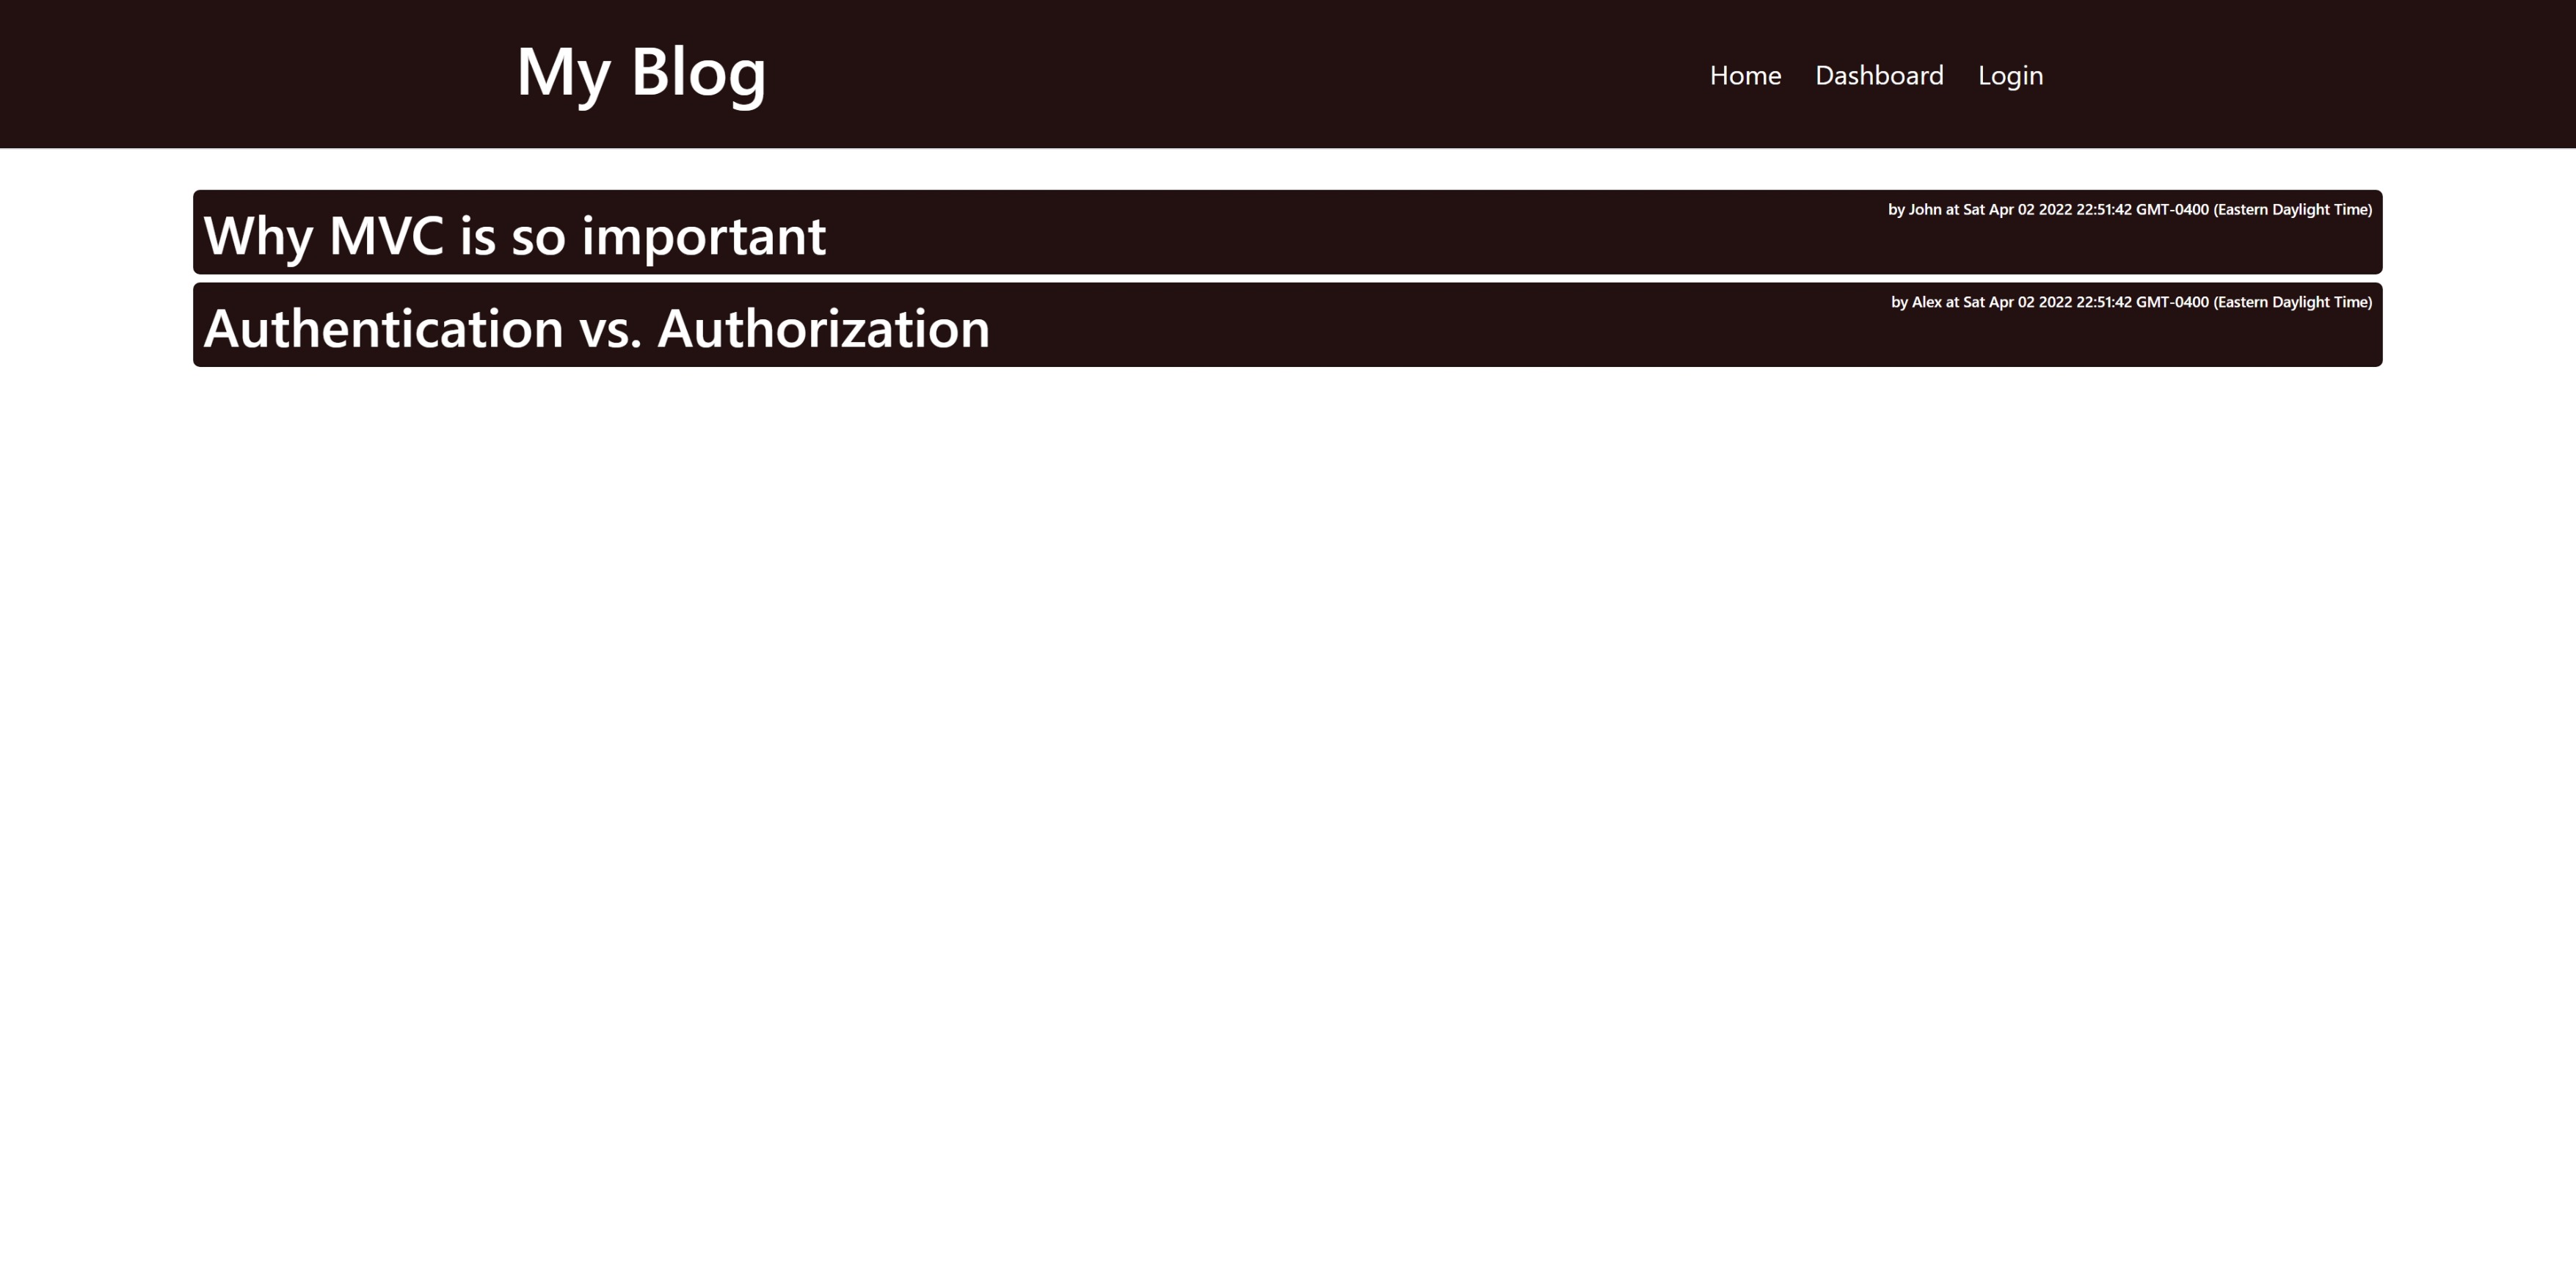 My Blog
Home Dashboard Login
Why MVC is so important
by John at Sat Apr 02 2022 22:51:42 GMT-0400 (Eastern Daylight Time)
Authentication vs. Authorization
by Alex at Sat Apr 02 2022 22:51:42 GMT-0400 (Eastern Daylight Time)